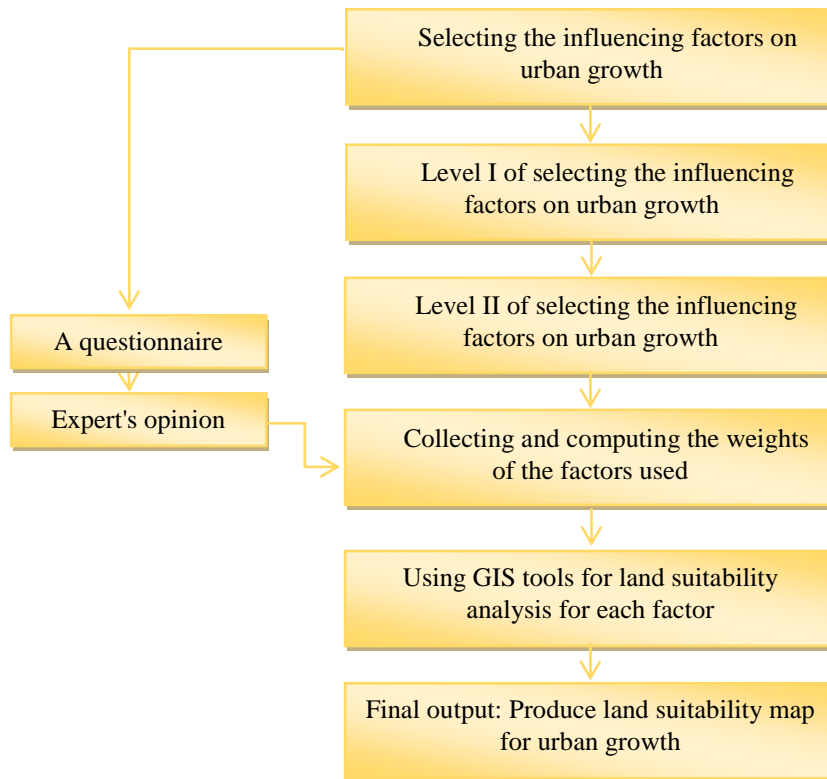 Selecting the influencing factors on
urban growth
Level I of selecting the influencing
factors on urban growth
Level II of selecting the influencing
factors on urban growth
A questionnaire
Expert's opinion
Collecting and computing the weights
of the factors used
Using GIS tools for land suitability
analysis for each factor
Final output: Produce land suitability map
for urban growth